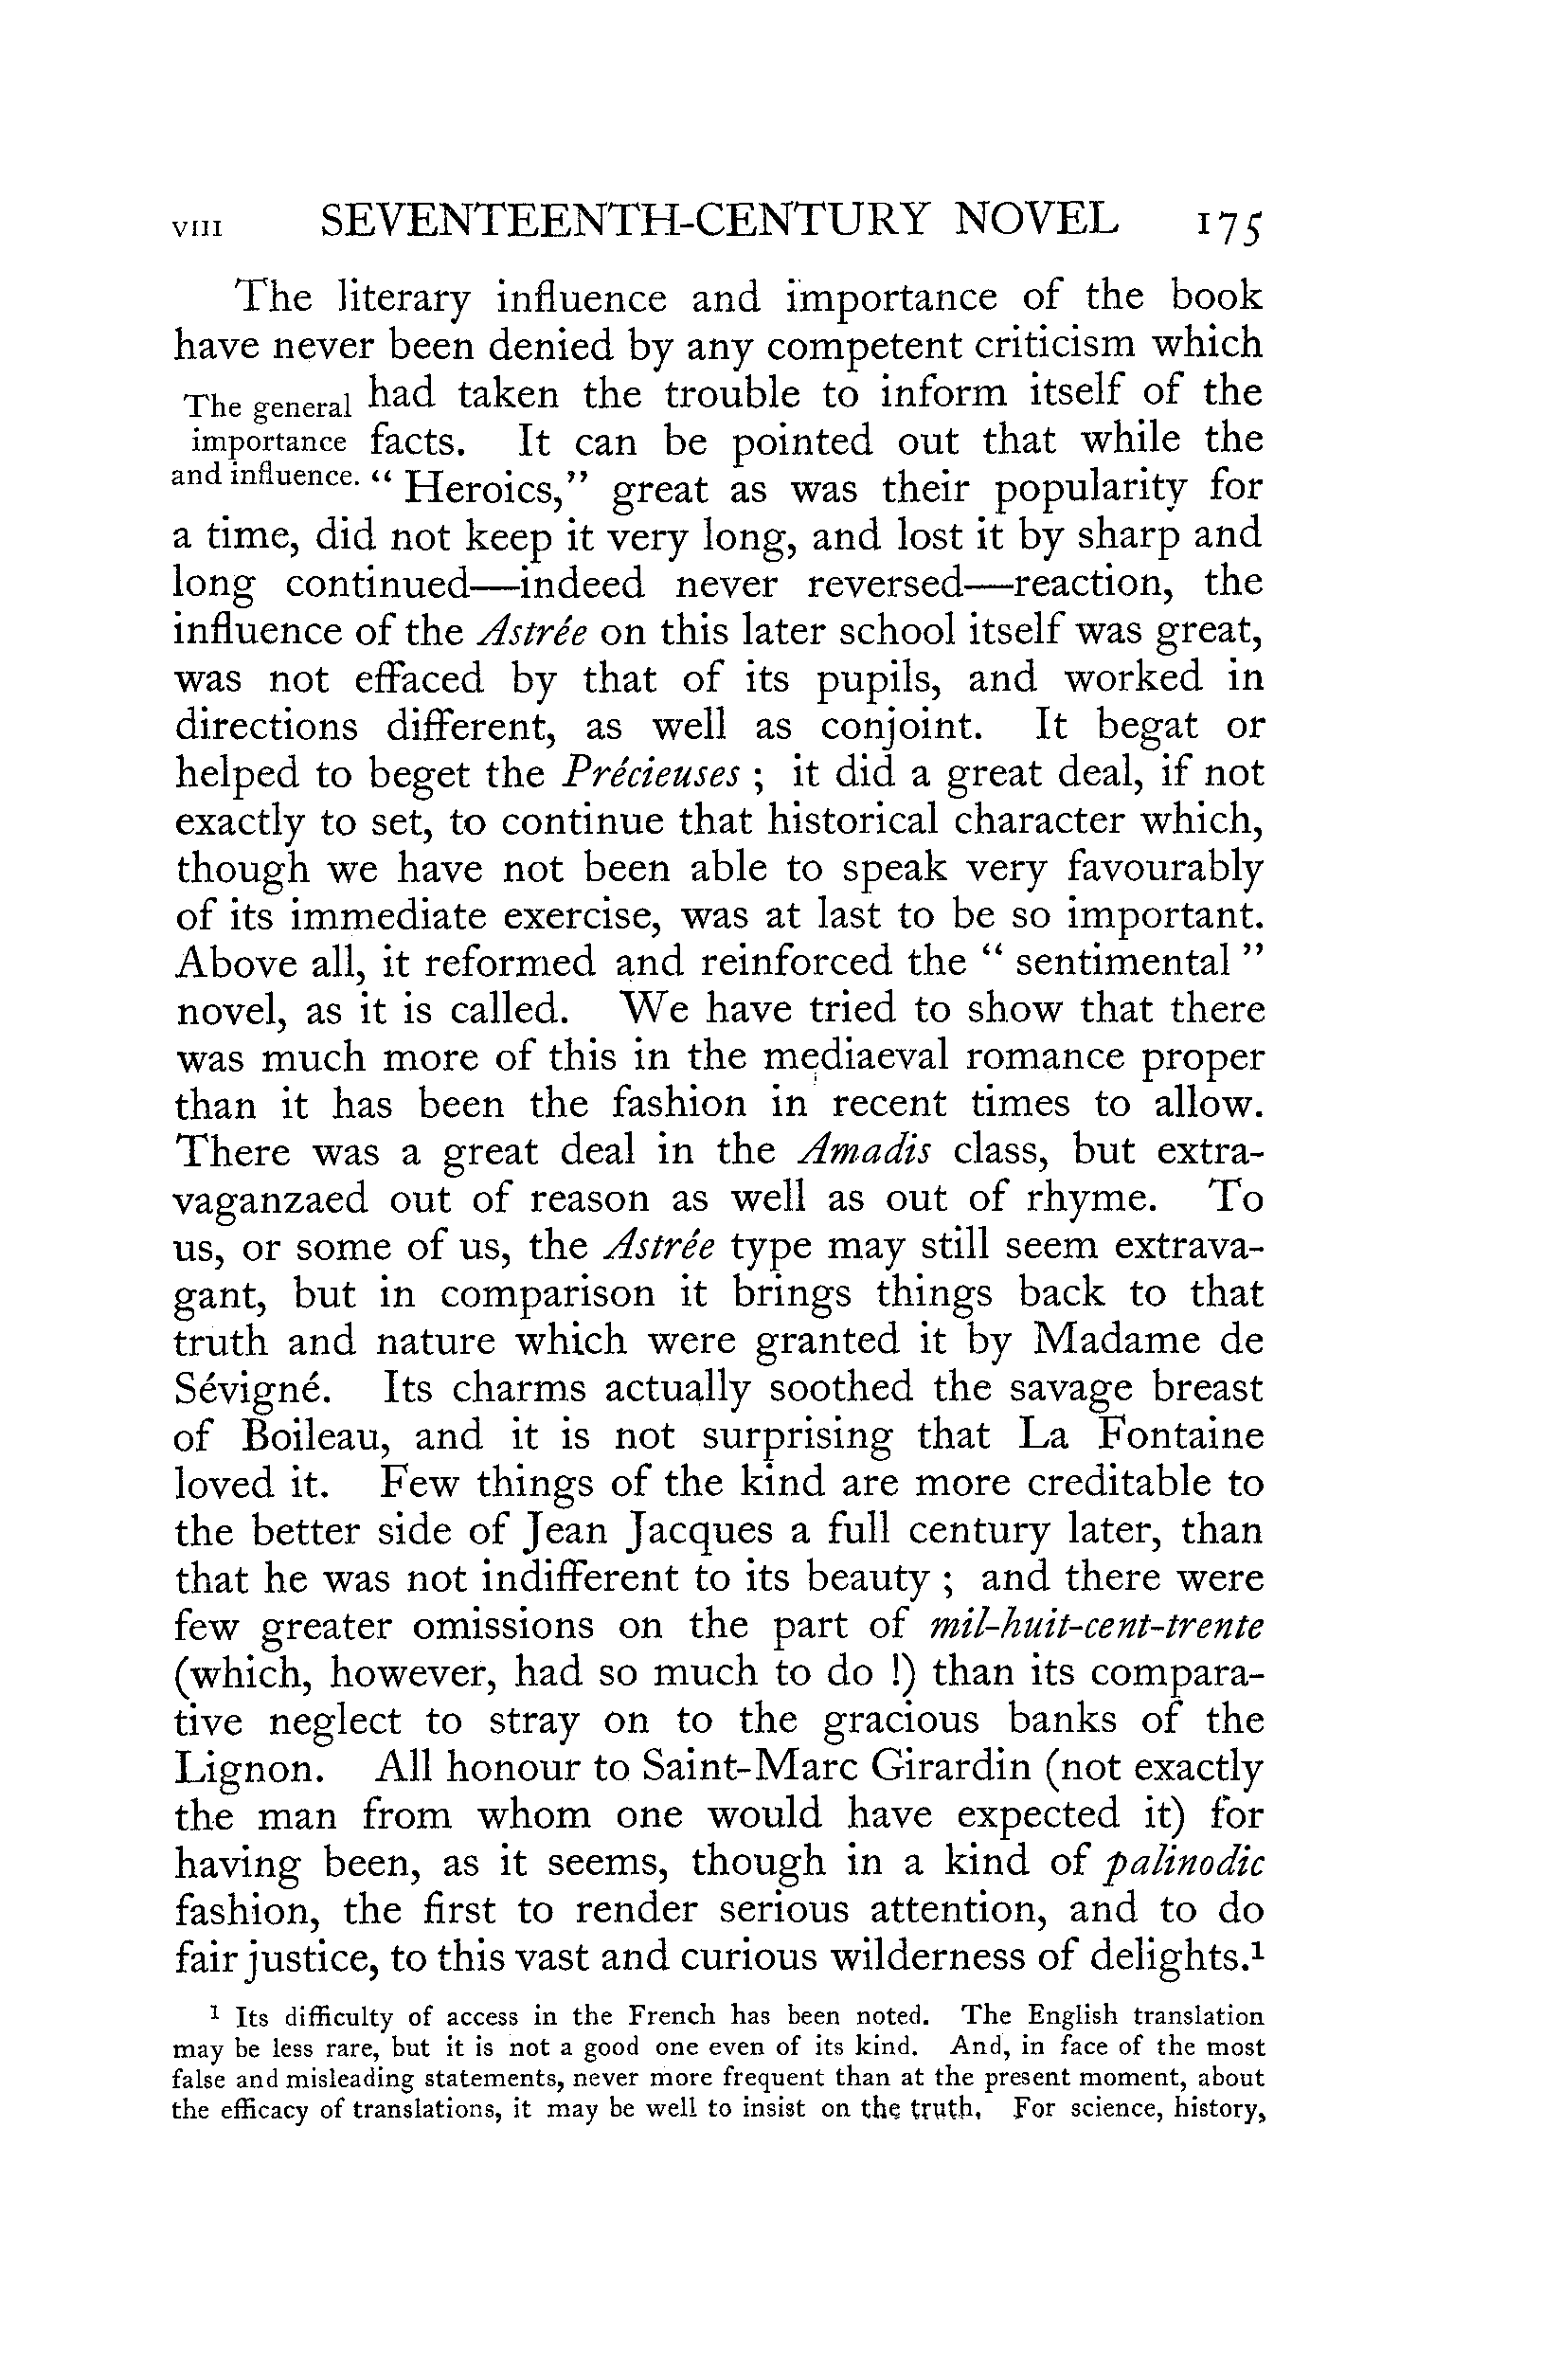 VIII SEVENTEENTH-CENTURY NOVEL 175
The literary influence and importance of the book
have never been denied by any competent criticism which
The general had taken the trouble to inform itself of the
importance facts. It can be pointed out that while the
and influence. “ Heroics,” great as was their popularity for
a time, did not keep it very long, and lost it by sharp and
long continued—indeed never reversed—reaction, the
influence of the Astrée on this later school itself was great,
was not effaced by that of its pupils, and worked in
directions different, as well as conjoint. It begat or
helped to beget the Précieuses ; it did a great deal, if not
exactly to set, to continue that historical character which,
though we have not been able to speak very favourably
of its immediate exercise, was at last to be so important.
Above all, it reformed and reinforced the “ sentimental ”
novel, as it is called. We have tried to show that there
was much more of this in the mediaeval romance proper
than it has been the fashion in recent times to allow.
There was a great deal in the Amadis class, but extra-
vaganzaed out of reason as well as out of rhyme. To
us, or some of us, the Astrée type may still seem extrava-
gant, but in comparison it brings things back to that
truth and nature which were granted it by Madame de
Sévigné. Its charms actually soothed the savage breast
of Boileau, and it is not surprising that La Fontaine
loved it. Few things of the kind are more creditable to
the better side of Jean Jacques a full century later, than
that he was not indifferent to its beauty ; and there were
few greater omissions on the part of mil-huit-cent-trente
(which, however, had so much to do !) than its compara-
tive neglect to stray on to the gracious banks of the
Lignon. All honour to Saint-Marc Girardin (not exactly
the man from whom one would have expected it) for
having been, as it seems, though in a kind of palinodic
fashion, the first to render serious attention, and to do
fair justice, to this vast and curious wilderness of delights.¹
¹ Its difficulty of access in the French has been noted. The English translation
may be less rare, but it is not a good one even of its kind. And, in face of the most
false and misleading statements, never more frequent than at the present moment, about
the efficacy of translations, it may be well to insist on the truth. For science, history,